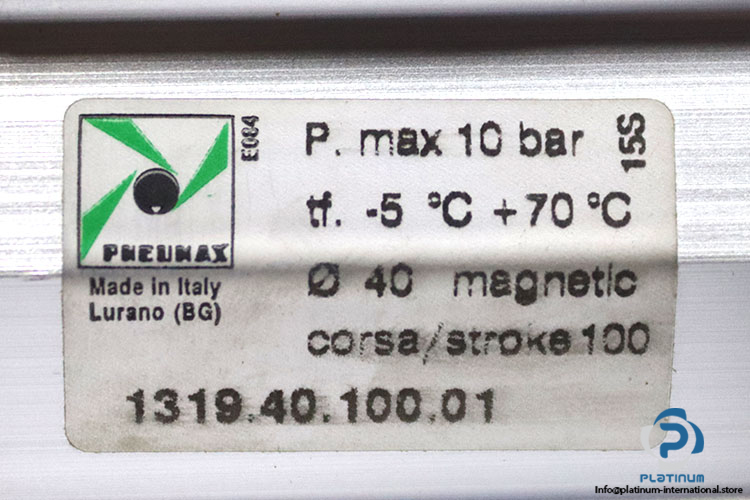 E084
P. max 10 bar
15S
tf. -5 °C +70 °C
PNEUMAX
Made in Italy
Lurano (BG)
Ø 40 magnetic
corsa/stroke 100
1319.40.100.01
PLATINUM
Info@platinum-international.store